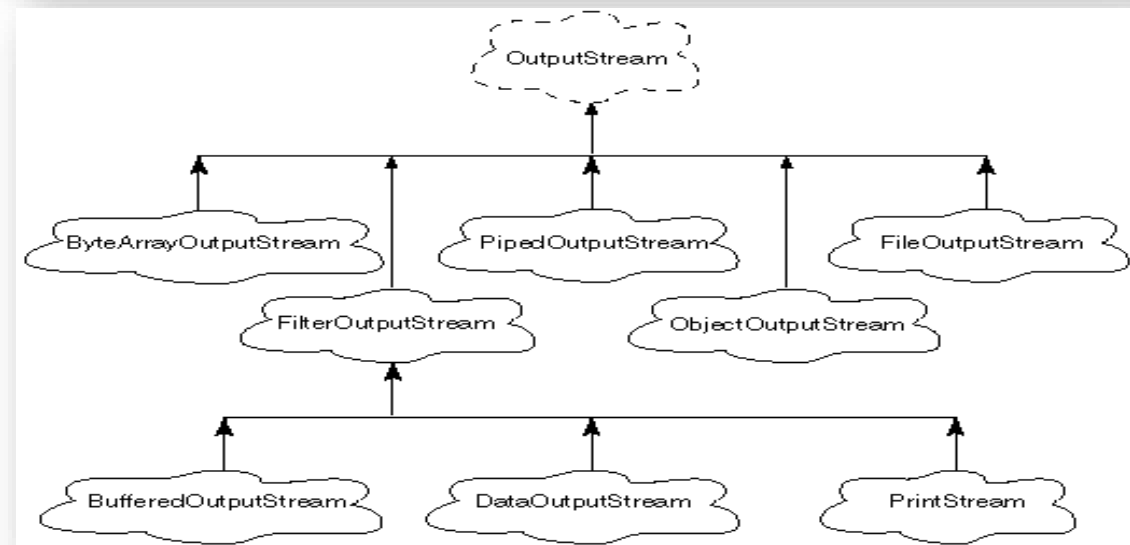 OutputStream
ByteArrayOutputStream
PipedOutputStream
FileOutputStream
FilterOutputStream
ObjectOutputStream
BufferedOutputStream
DataOutputStream
PrintStream